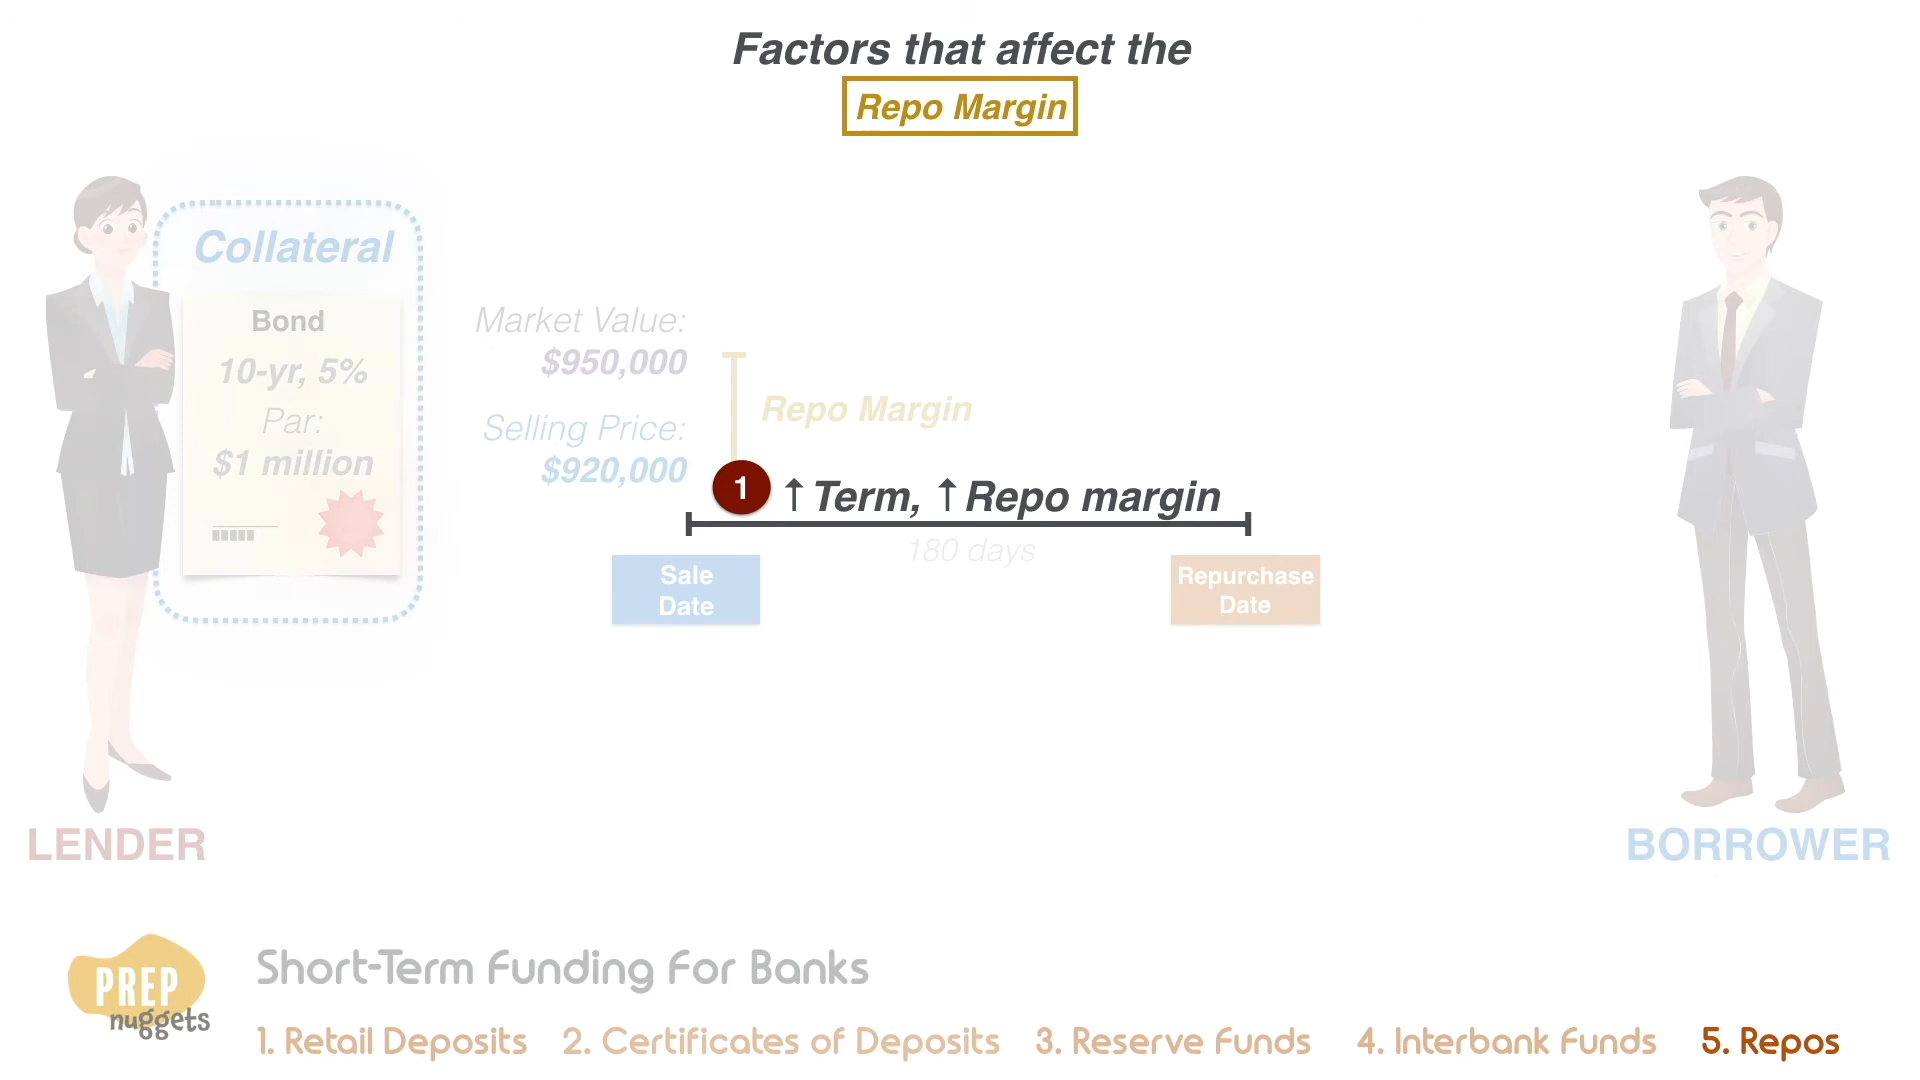 Factors that affect the
Repo Margin
Collateral
Bond
10-yr, 5%
Par:
$1 million
Market Value:
$950,000
Selling Price:
$920,000
Repo Margin
1 ↑ Term, ↑ Repo margin
180 days
Sale
Date
Repurchase
Date
LENDER
BORROWER
PREP
nuggets
Short-Term Funding For Banks
1. Retail Deposits 2. Certificates of Deposits 3. Reserve Funds 4. Interbank Funds 5. Repos